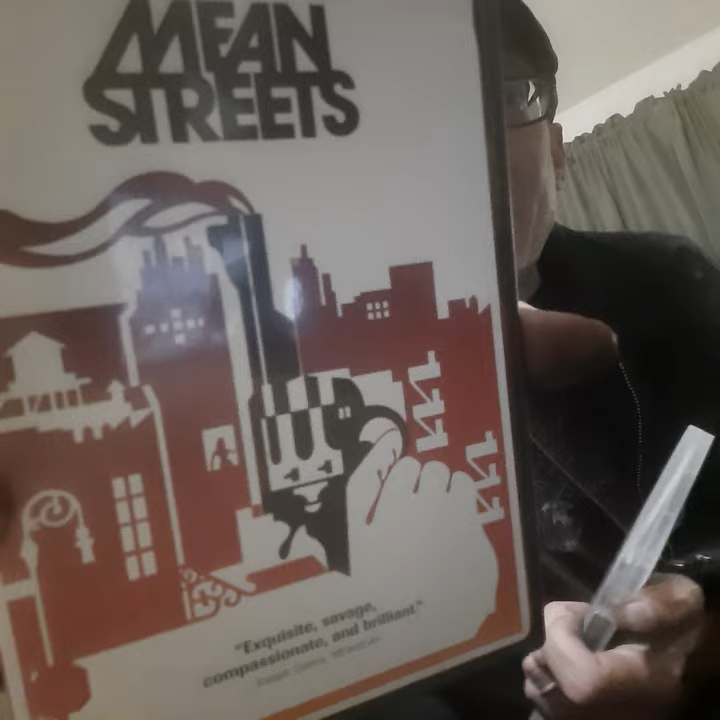 MEAN
STREETS
"Exquisite, savage,
compassionate, and brilliant"